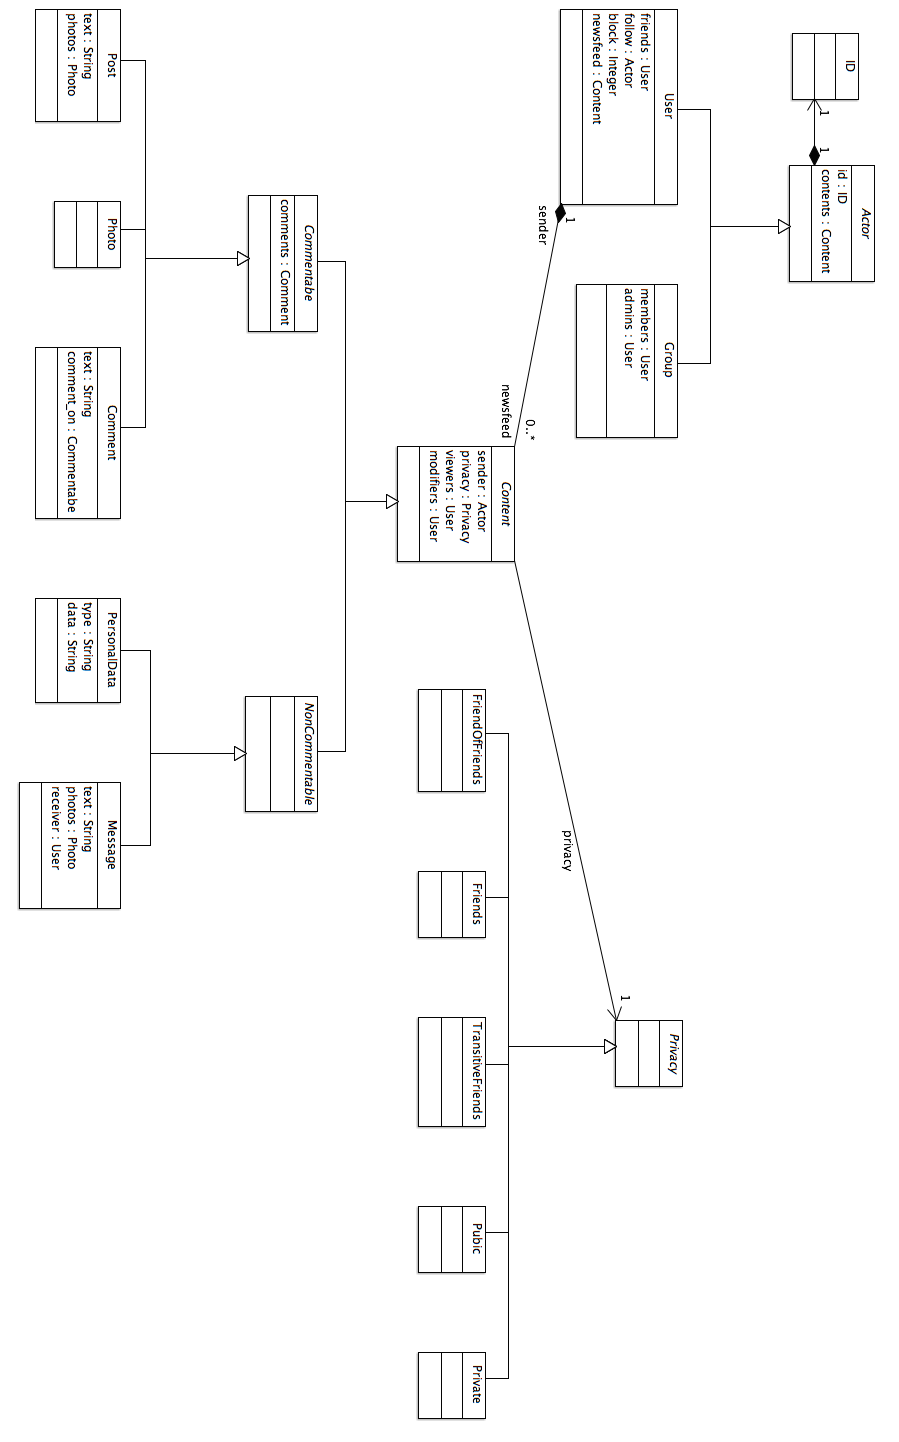 ID
1
1
Actor
id : ID
contents : Content
User
friends : User
follow : Actor
block : Integer
newsfeed : Content
Group
members : User
admins : User
1
sender
0..*
newsfeed
Content
sender : Actor
privacy : Privacy
viewers : User
modifiers : User
privacy
1
Privacy
FriendOfFriends
Friends
TransitiveFriends
Pubic
Private
Commentabe
comments : Comment
NonCommentable
Post
text : String
photos : Photo
Photo
Comment
text : String
comment_on : Commentabe
PersonalData
type : String
data : String
Message
text : String
photos : Photo
receiver : User